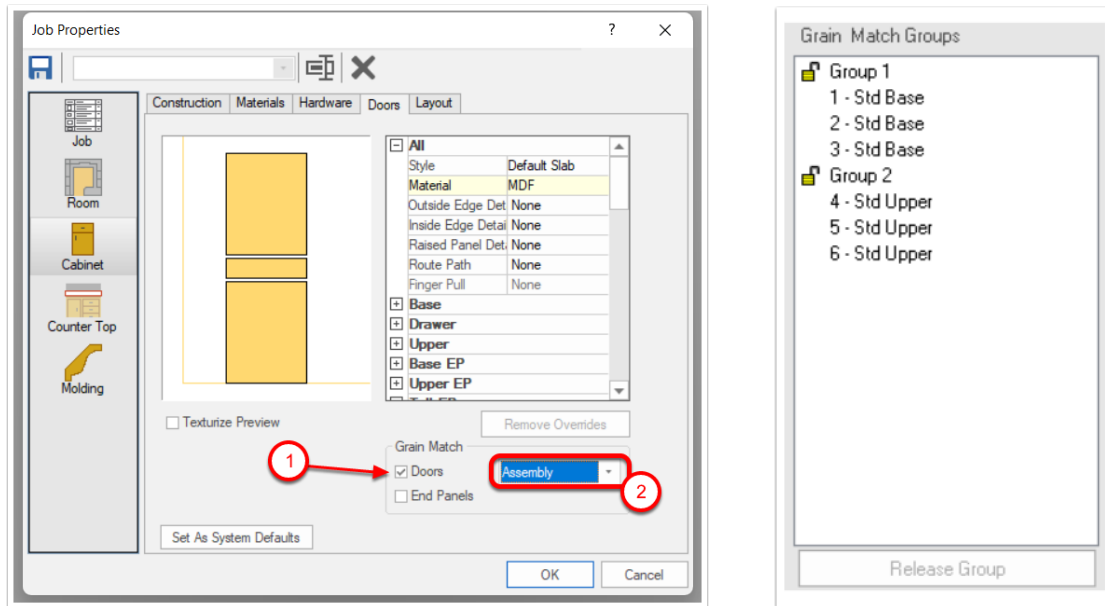 Job Properties
?
Construction Materials Hardware Doors Layout
Job
Room
Cabinet
Counter Top
Molding
All
Style Default Slab
Material MDF
Outside Edge Det None
Inside Edge Detai None
Raised Panel Det None
Route Path None
Finger Pull None
Base
Drawer
Upper
Base EP
Upper EP
Texturize Preview
Remove Overrides
Grain Match
1
Doors Assembly
2
End Panels
Set As System Defaults
OK Cancel
Grain Match Groups
Group 1
1 - Std Base
2 - Std Base
3 - Std Base
Group 2
4 - Std Upper
5 - Std Upper
6 - Std Upper
Release Group